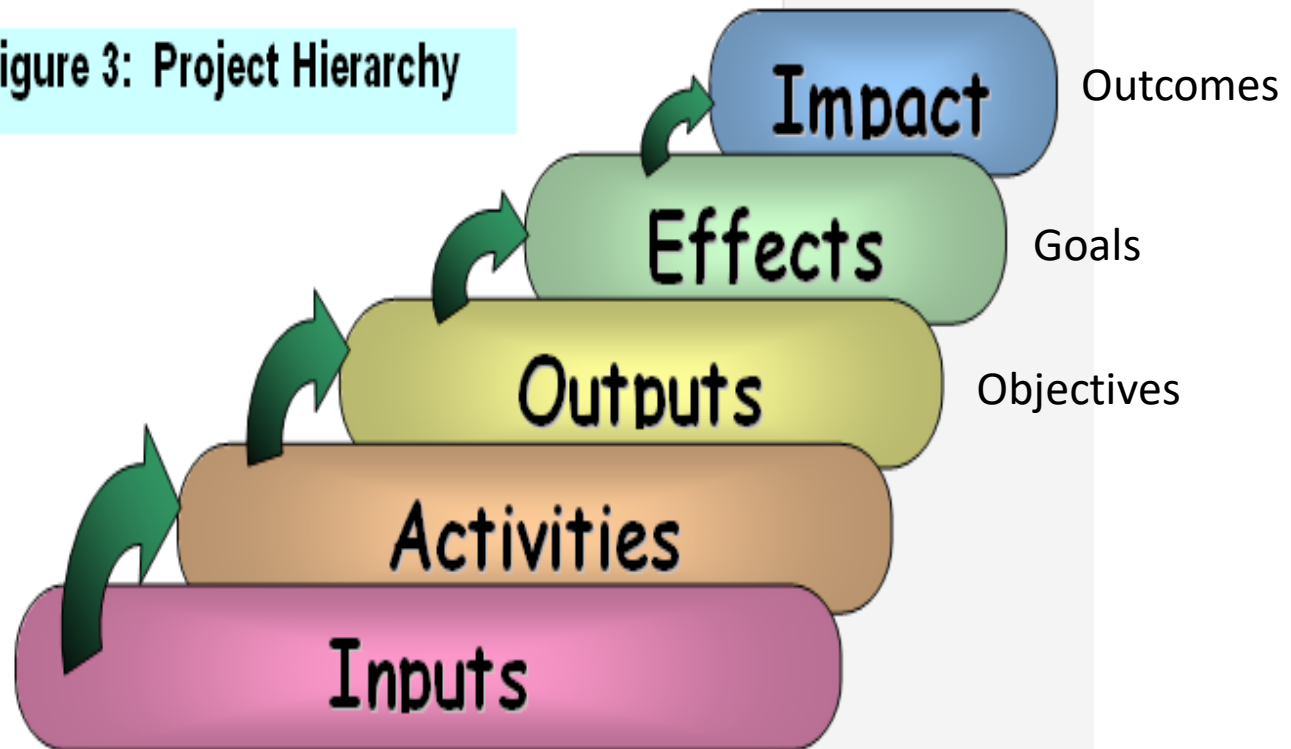 igure 3: Project Hierarchy
Impact
Outcomes
Effects
Goals
Outputs
Objectives
Activities
Inputs